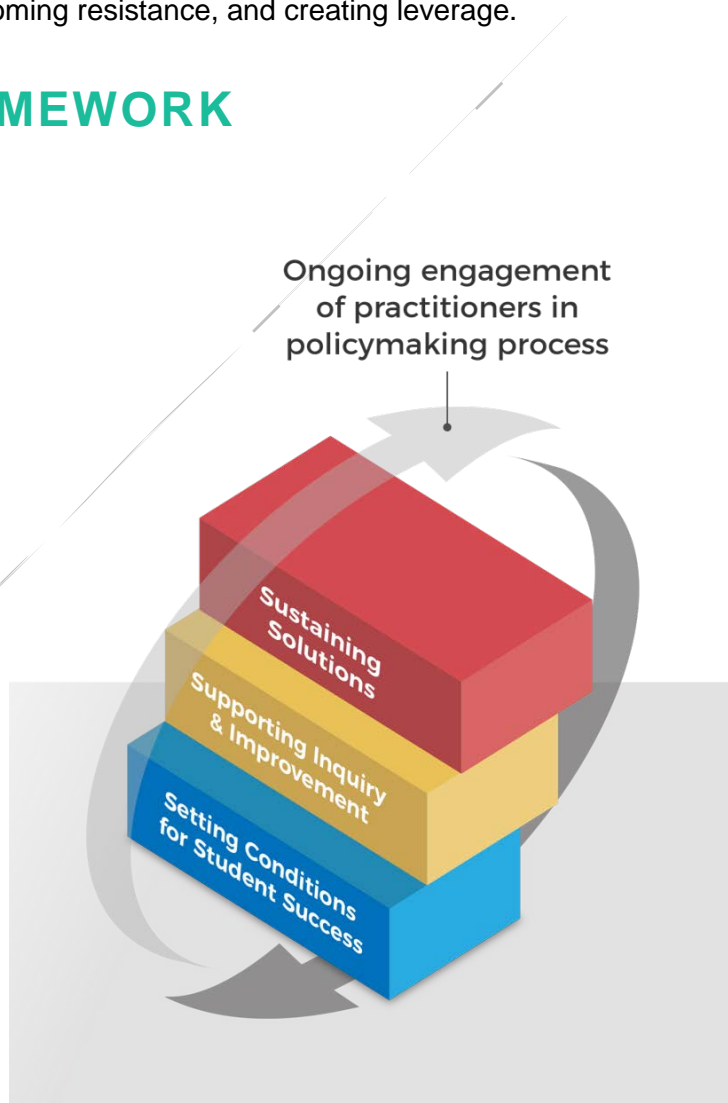 oming resistance, and creating leverage.
MEWORK
Ongoing engagement
of practitioners in
policymaking process
Sustaining
Solutions
Supporting Inquiry
& Improvement
Setting Conditions
for Student Success